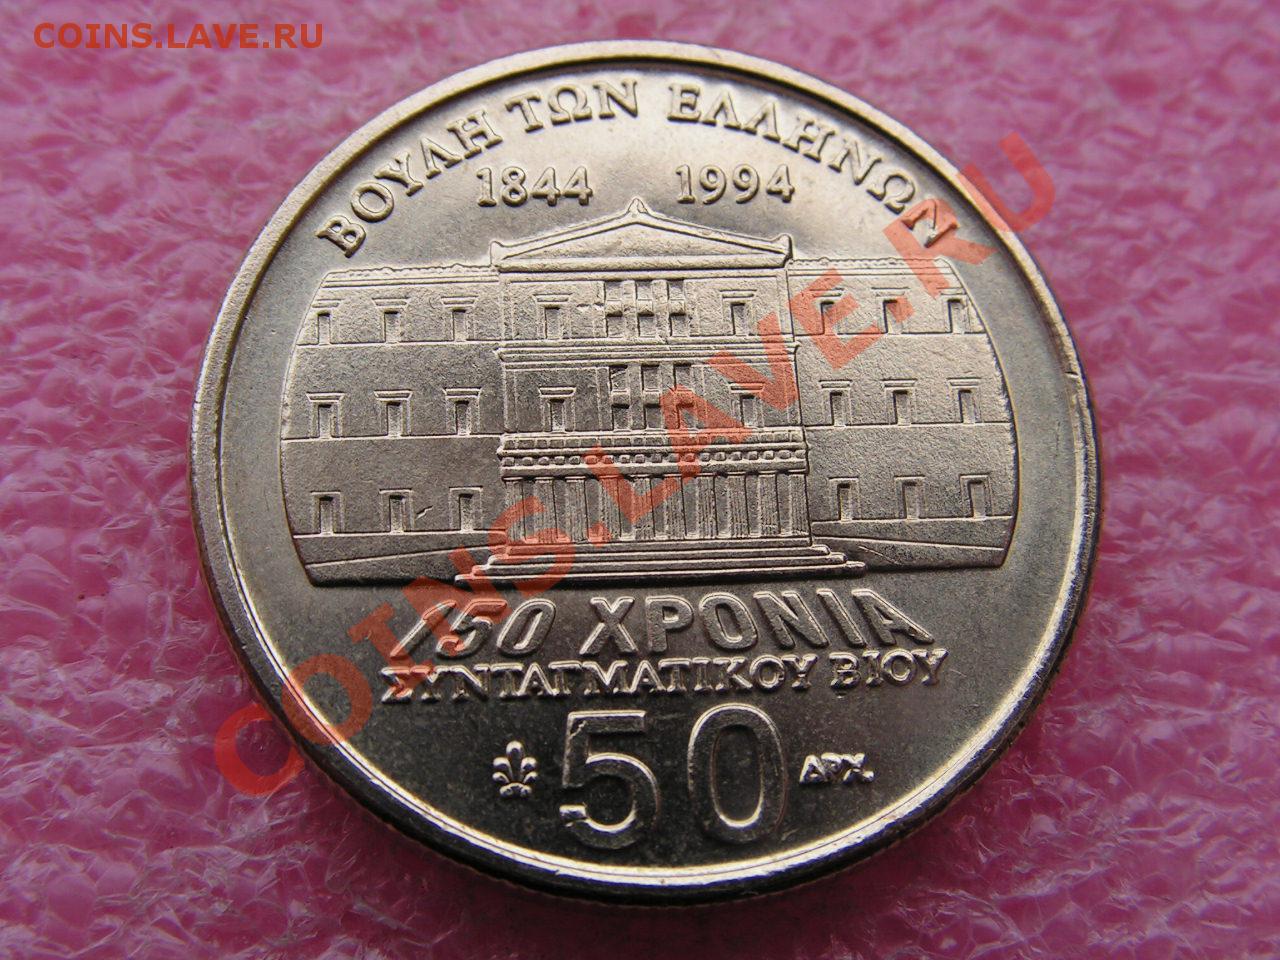 COINS.LAVE.RU
ΒΟΥΛΗ ΤΩΝ ΕΛΛΗΝΩΝ
1844 1994
150 ΧΡΟΝΙΑ
ΣΥΝΤΑΓΜΑΤΙΚΟΥ ΒΙΟΥ
50 ΔΡΧ.
COINS.LAVE.RU